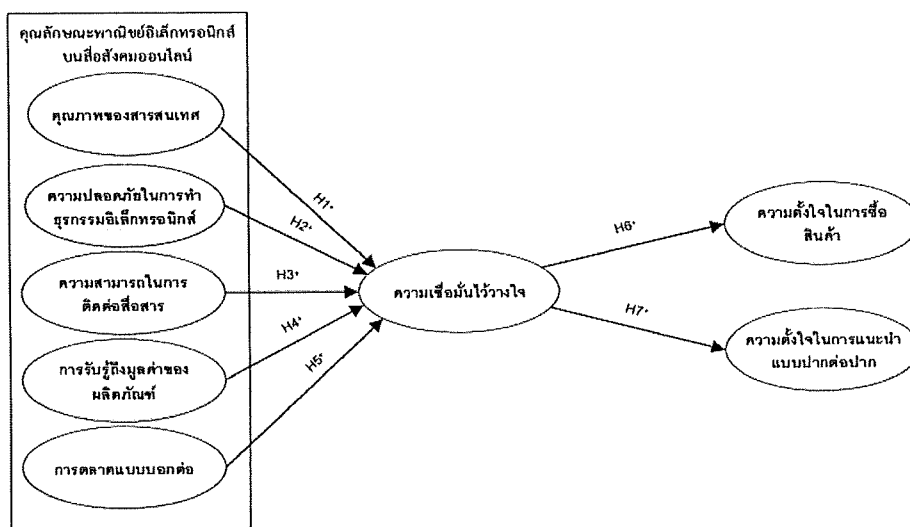 คุณลักษณะพาณิชย์อิเล็กทรอนิกส์
บนสื่อสังคมออนไลน์
คุณภาพของสารสนเทศ
ความปลอดภัยในการทำ
ธุรกรรมอิเล็กทรอนิกส์
ความสามารถในการ
ติดต่อสื่อสาร
การรับรู้ถึงมูลค่าของ
ผลิตภัณฑ์
การตลาดแบบบอกต่อ
H1+
H2+
H3+
H4+
H5+
ความเชื่อมั่นไว้วางใจ
H6+
H7+
ความตั้งใจในการซื้อ
สินค้า
ความตั้งใจในการแนะนำ
แบบปากต่อปาก